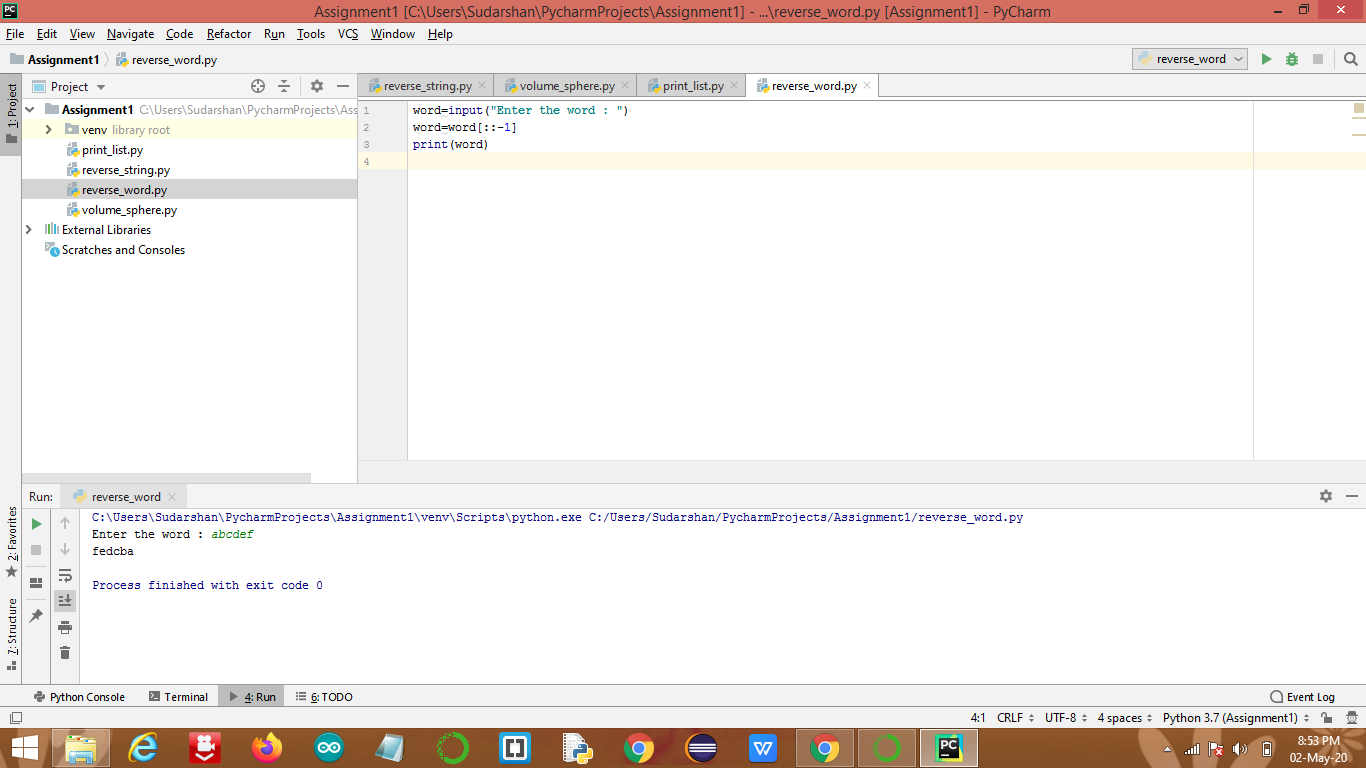 Assignment1 [C:\Users\Sudarshan\PycharmProjects\Assignment1] - ...\reverse_word.py [Assignment1] - PyCharm
File Edit View Navigate Code Refactor Run Tools VCS Window Help
Assignment1 reverse_word.py
reverse_word
1: Project
Project
reverse_string.py volume_sphere.py print_list.py reverse_word.py
Assignment1 C:\Users\Sudarshan\PycharmProjects\Ass
venv library root
print_list.py
reverse_string.py
reverse_word.py
volume_sphere.py
External Libraries
Scratches and Consoles
1 word=input("Enter the word : ")
2 word=word[::-1]
3 print(word)
4
Run: reverse_word
C:\Users\Sudarshan\PycharmProjects\Assignment1\venv\Scripts\python.exe C:/Users/Sudarshan/PycharmProjects/Assignment1/reverse_word.py
Enter the word : abcdef
fedcba
Process finished with exit code 0
2: Favorites
7: Structure
Python Console Terminal 4: Run 6: TODO Event Log
4:1 CRLF UTF-8 4 spaces Python 3.7 (Assignment1)
8:53 PM
02-May-20